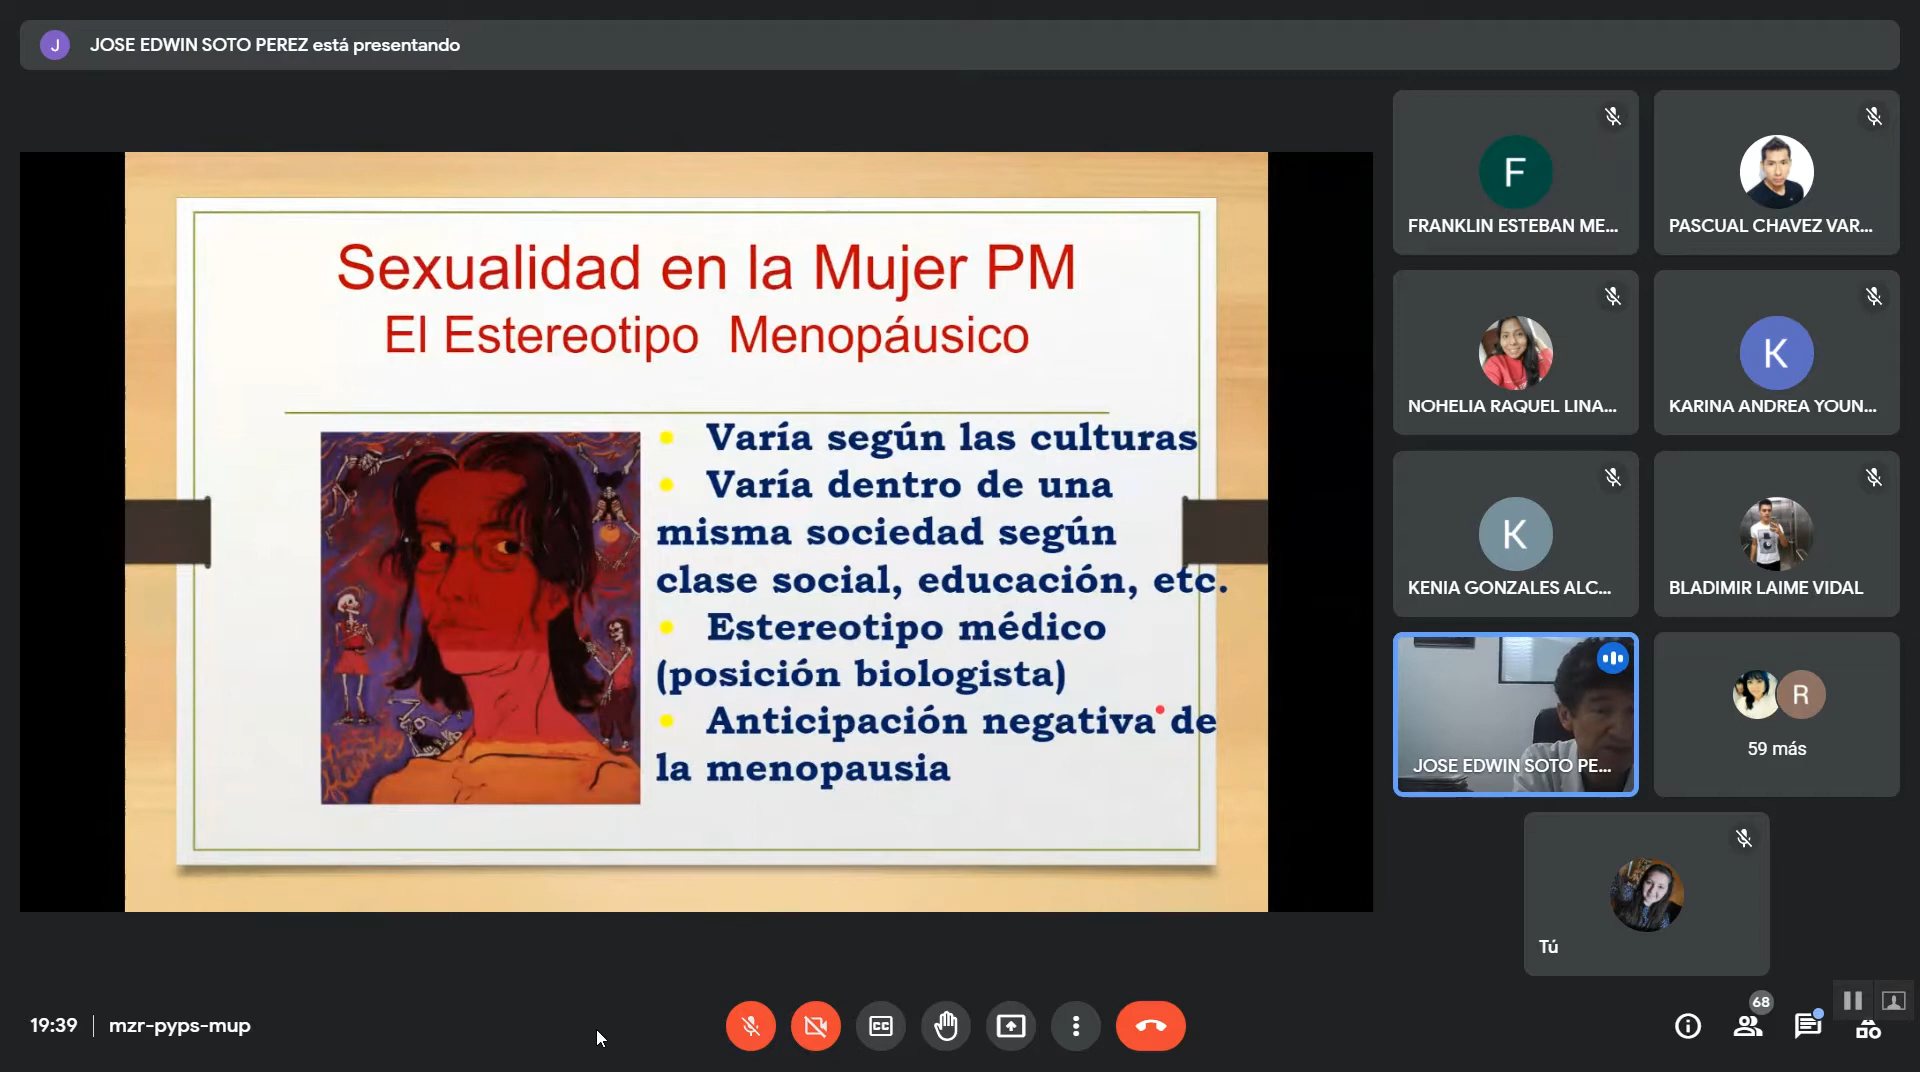 J JOSE EDWIN SOTO PEREZ está presentando
Sexualidad en la Mujer PM
El Estereotipo Menopáusico
• Varía según las culturas
• Varía dentro de una
misma sociedad según
clase social, educación, etc.
• Estereotipo médico
(posición biologista)
• Anticipación negativa de
la menopausia
F
FRANKLIN ESTEBAN ME...
PASCUAL CHAVEZ VAR...
NOHELIA RAQUEL LINA...
K
KARINA ANDREA YOUN...
K
KENIA GONZALES ALC...
BLADIMIR LAIME VIDAL
JOSE EDWIN SOTO PE...
R
59 más
Tú
19:39 | mzr-pyps-mup
CC
68